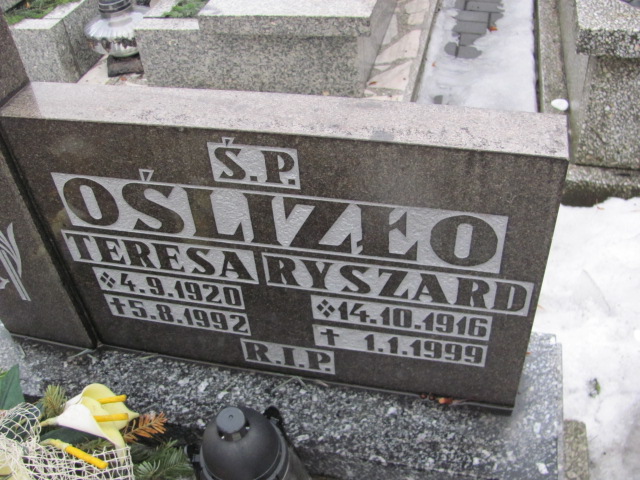 Ś.P.
OŚLIZŁO
TERESA
*4.9.1920
†5.8.1992
RYSZARD
*14.10.1916
† 1.1.1999
R.I.P.